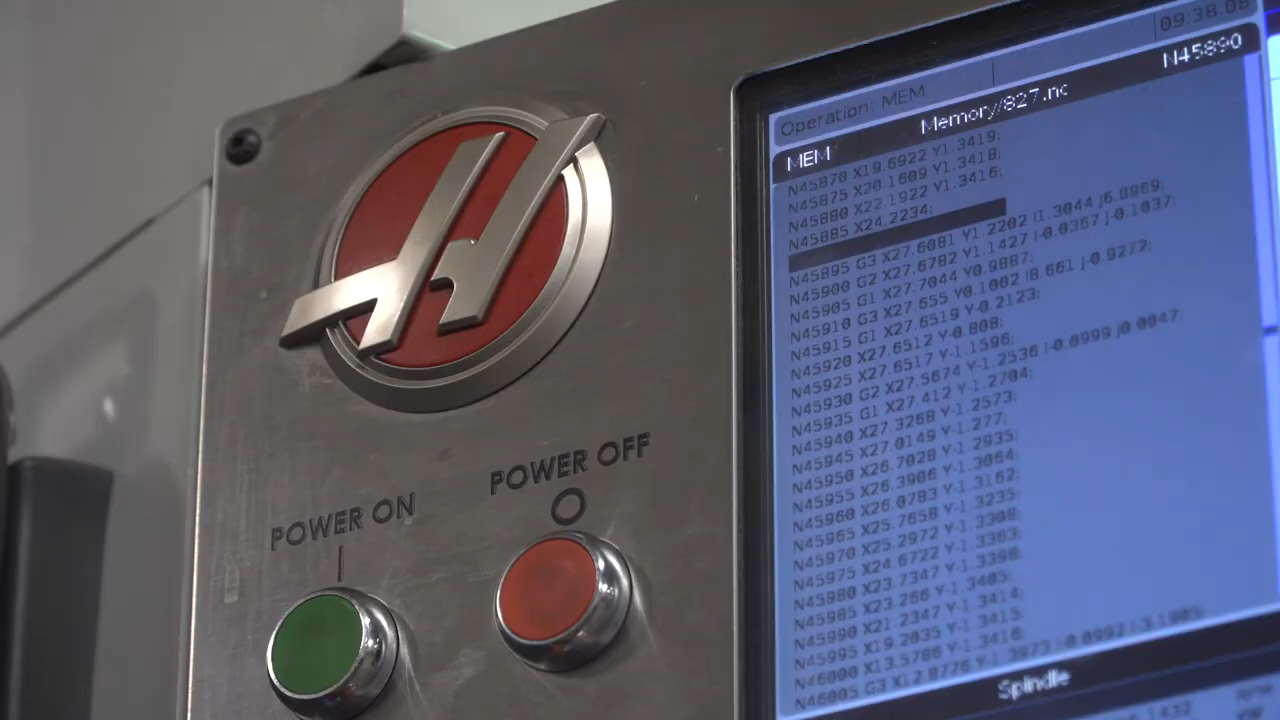 POWER ON
POWER OFF
09:38.08
Operation: MEM
Memory/827.nc
N45890
MEM
N45870 X19.6922 Y1.3419;
N45875 X20.1609 Y1.3418;
N45880 X22.1922 Y1.3416;
N45885 X24.2234;
N45895 G3 X27.6081 Y1.2202 I1.3044 J6.8969;
N45900 G2 X27.6782 Y1.1427 I-0.0367 J-0.1037;
N45905 G1 X27.7044 Y0.9887;
N45910 G3 X27.655 Y0.1002 I8.661 J-0.9272;
N45915 G1 X27.6519 Y-0.2123;
N45920 X27.6512 Y-0.808;
N45925 X27.6517 Y-1.1596;
N45930 G2 X27.5674 Y-1.2536 I-0.0999 J0.0047;
N45935 G1 X27.412 Y-1.2704;
N45940 X27.3268 Y-1.2573;
N45945 X27.0149 Y-1.277;
N45950 X26.7028 Y-1.2935;
N45955 X26.3906 Y-1.3064;
N45960 X26.0783 Y-1.3162;
N45965 X25.7658 Y-1.3235;
N45970 X25.2972 Y-1.3308;
N45975 X24.6722 Y-1.3363;
N45980 X23.7347 Y-1.3398;
N45985 X23.266 Y-1.3405;
N45990 X21.2347 Y-1.3414;
N45995 X19.2035 Y-1.3415;
N46000 X13.5786 Y-1.3416;
N46005 G3 X12.8776
Spindle